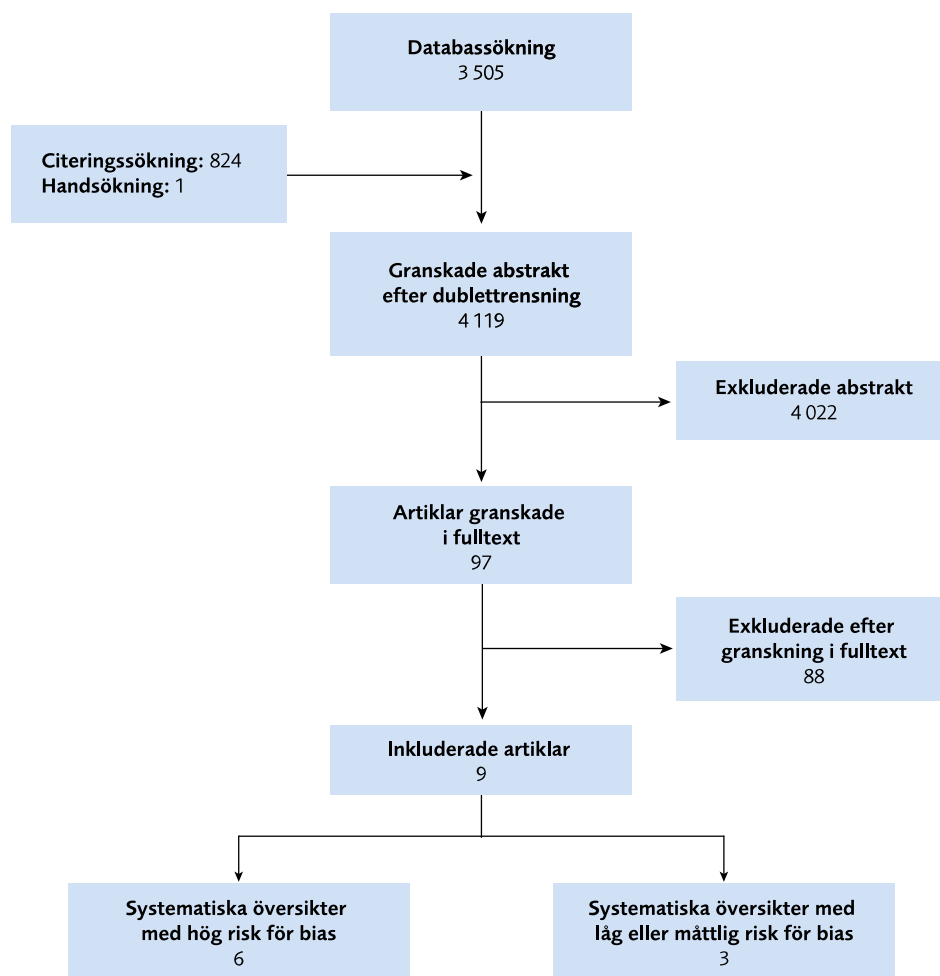 Databassökning
3 505
Citeringssökning: 824
Handsökning: 1
Granskade abstrakt
efter dublettrensning
4 119
Exkluderade abstrakt
4 022
Artiklar granskade
i fulltext
97
Exkluderade efter
granskning i fulltext
88
Inkluderade artiklar
9
Systematiska översikter
med hög risk för bias
6
Systematiska översikter med
låg eller måttlig risk för bias
3